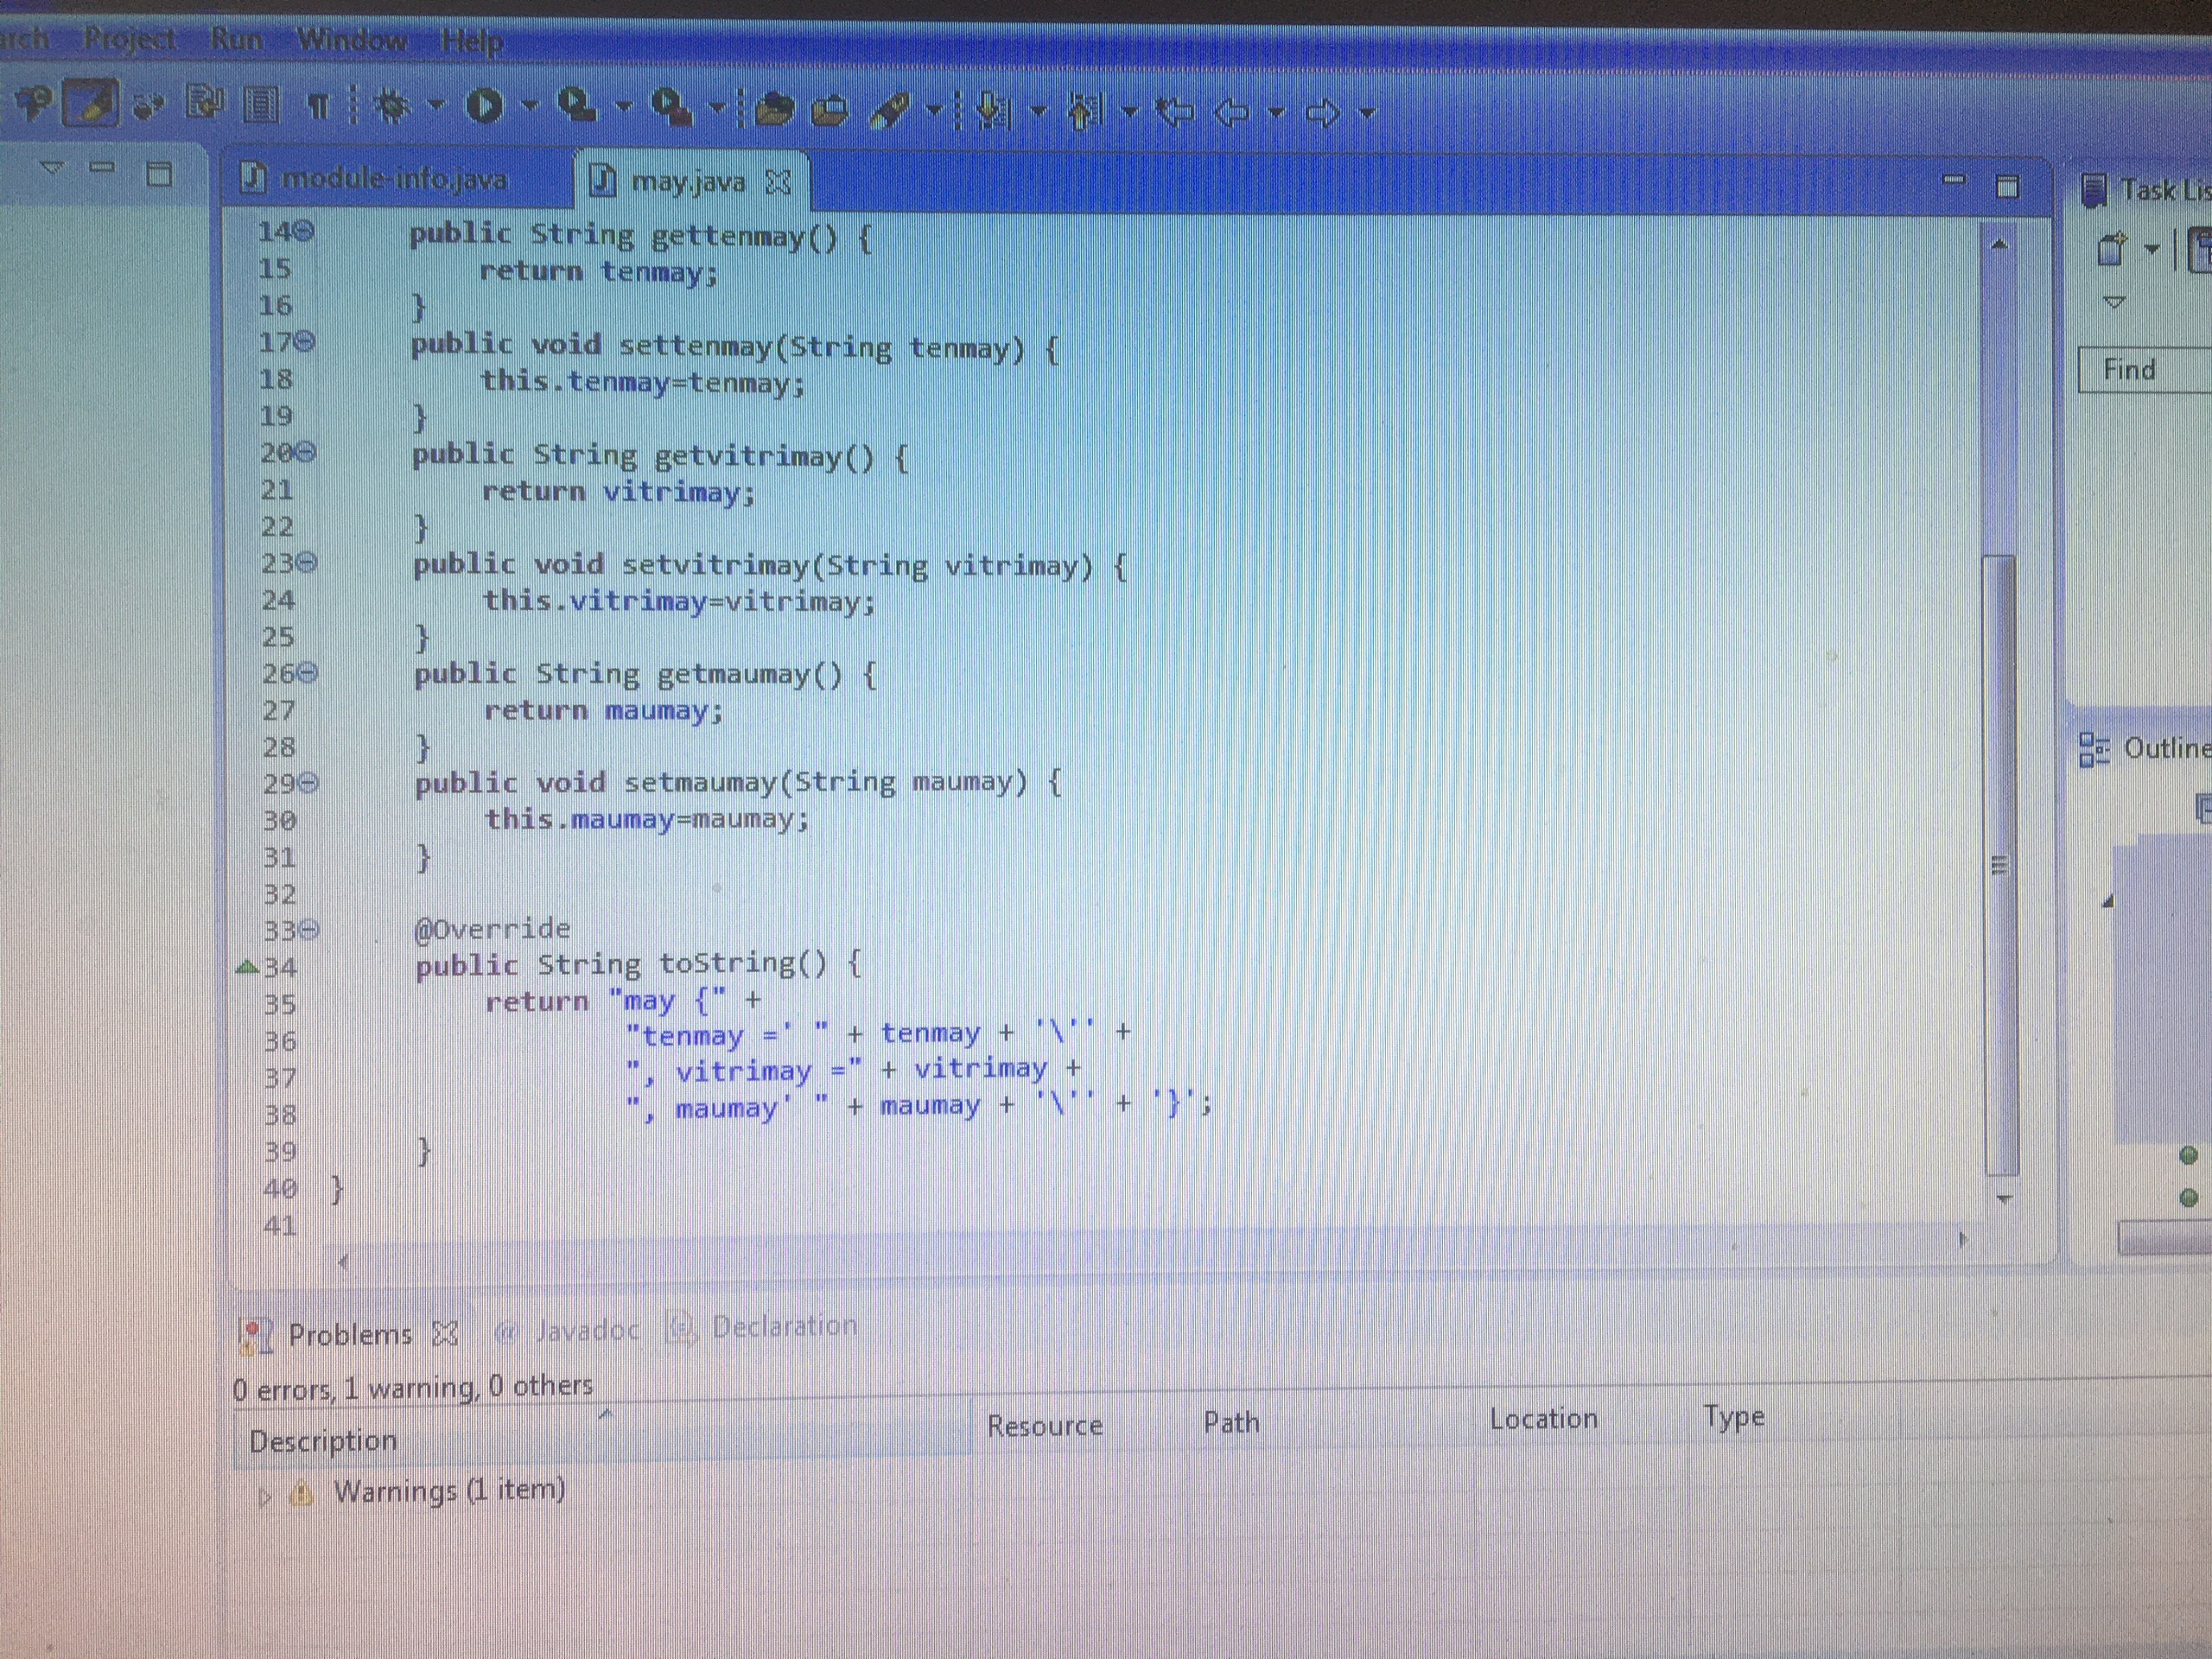 Project Run Window Help
module-info.java may.java
Task Lis
14 public String gettenmay() {
15 return tenmay;
16 }
17 public void settenmay(String tenmay) {
18 this.tenmay=tenmay;
19 }
20 public String getvitrimay() {
21 return vitrimay;
22 }
23 public void setvitrimay(String vitrimay) {
24 this.vitrimay=vitrimay;
25 }
26 public String getmaumay() {
27 return maumay;
28 }
29 public void setmaumay(String maumay) {
30 this.maumay=maumay;
31 }
32
33 @Override
34 public String toString() {
35 return "may {" +
36 "tenmay =' " + tenmay + '\'' +
37 ", vitrimay =" + vitrimay +
38 ", maumay' " + maumay + '\'' + '}';
39 }
40 }
41
Find
Outline
Problems @ Javadoc Declaration
0 errors, 1 warning, 0 others
Description Resource Path Location Type
Warnings (1 item)